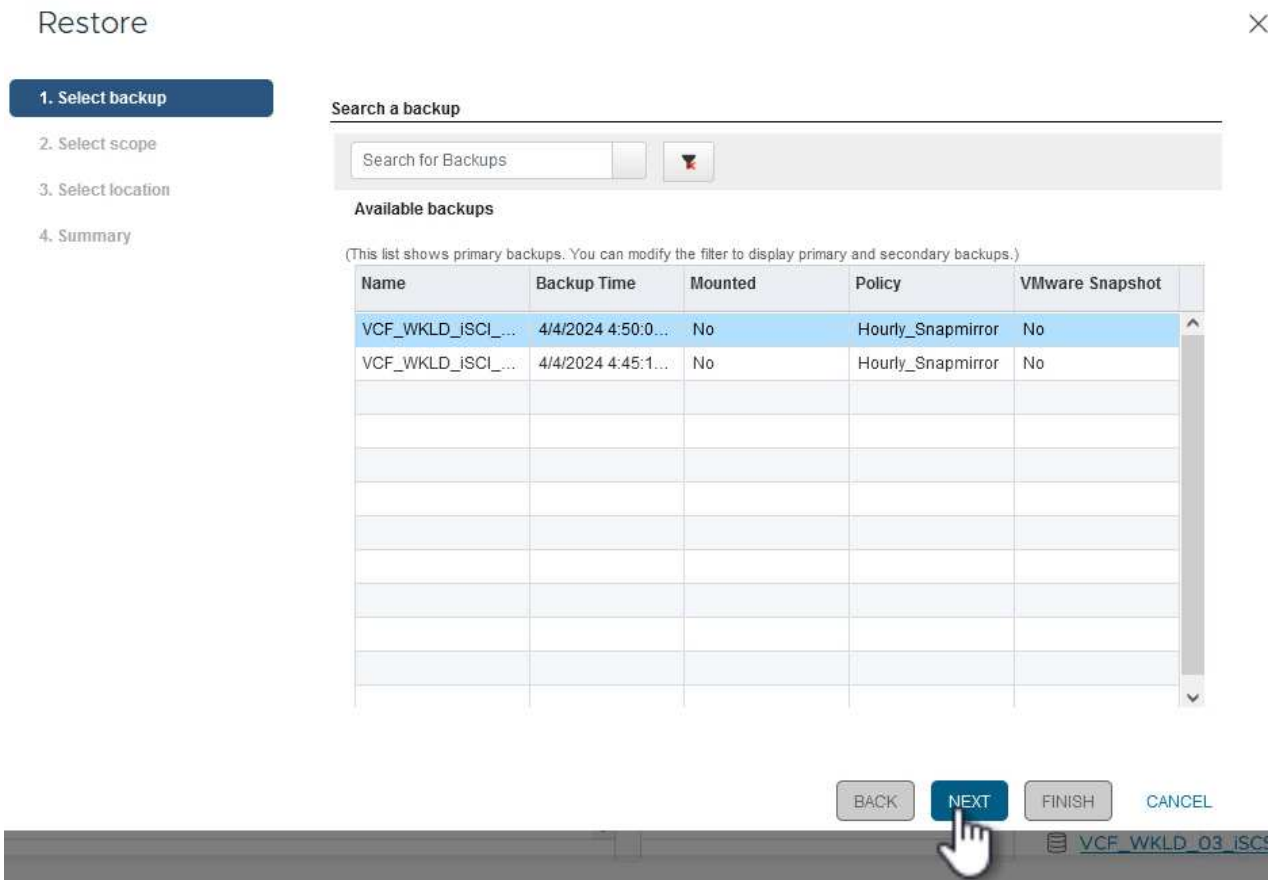 Restore
1. Select backup
2. Select scope
3. Select location
4. Summary
Search a backup
Search for Backups
Available backups
(This list shows primary backups. You can modify the filter to display primary and secondary backups.)
Name Backup Time Mounted Policy VMware Snapshot
VCF_WKLD_iSCI_... 4/4/2024 4:50:0... No Hourly_Snapmirror No
VCF_WKLD_iSCI_... 4/4/2024 4:45:1... No Hourly_Snapmirror No
BACK NEXT FINISH CANCEL
VCF_WKLD_03_iSCS